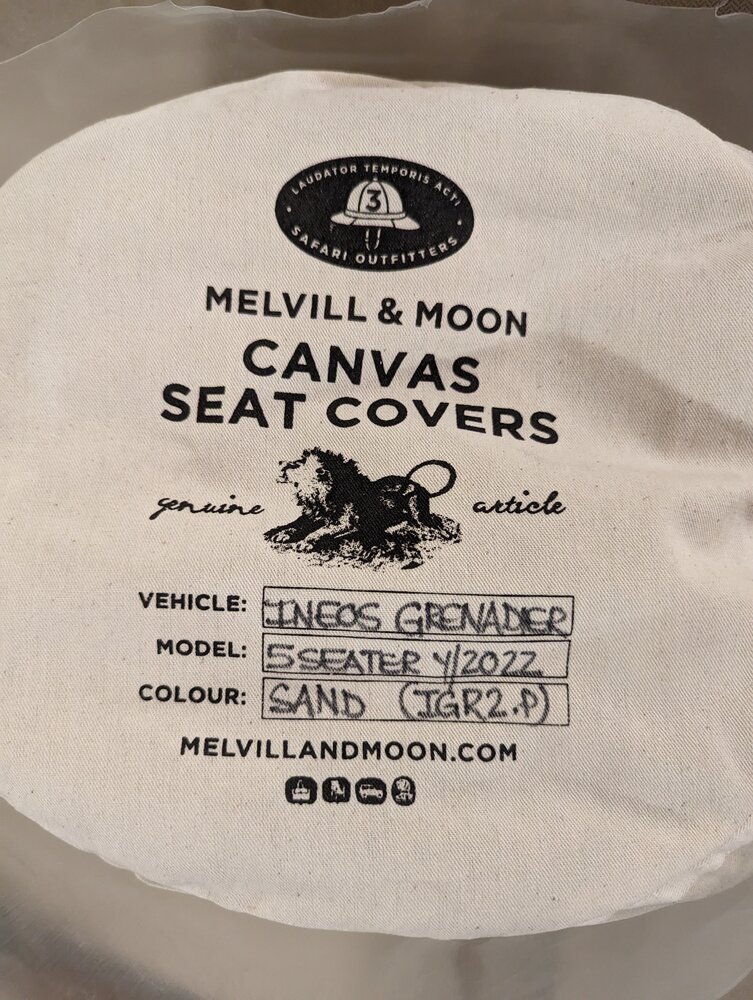 LAUDATOR TEMPORIS ACTI
3
SAFARI OUTFITTERS
MELVILL & MOON
CANVAS
SEAT COVERS
genuine article
VEHICLE: INEOS GRENADIER
MODEL: 5 SEATER Y/2022
COLOUR: SAND (IGR2.P)
MELVILLANDMOON.COM